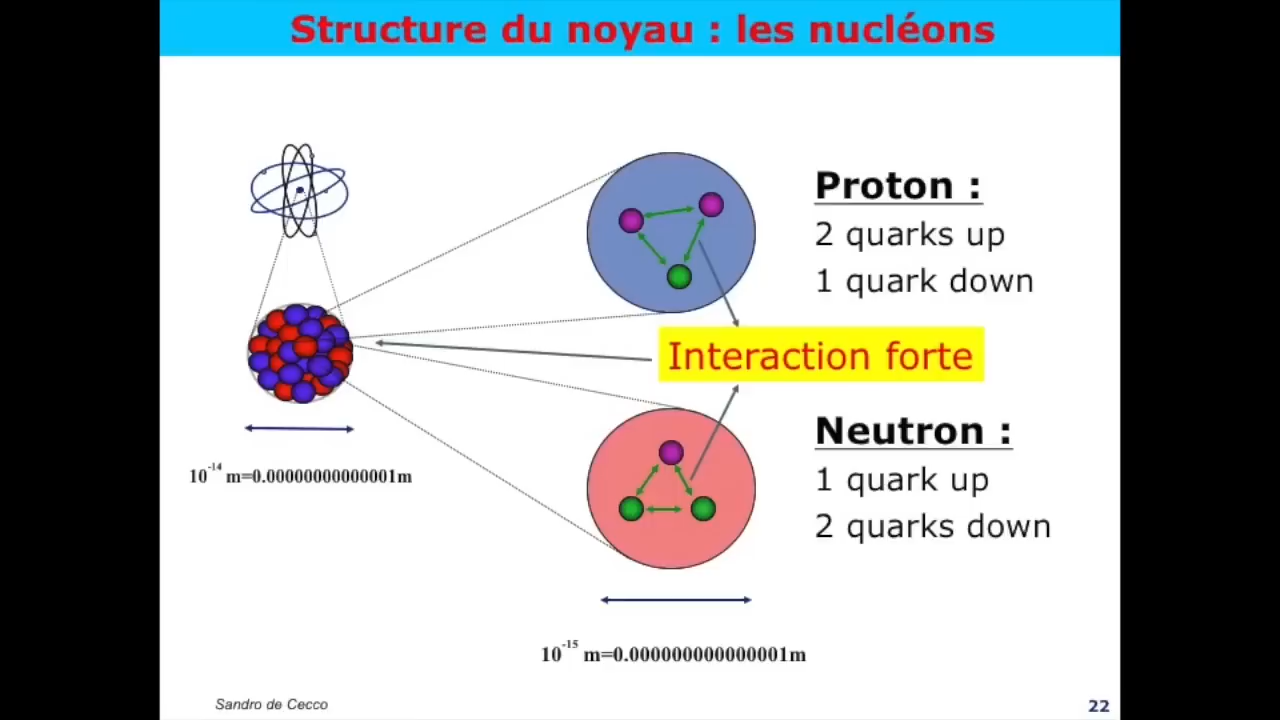 Structure du noyau : les nucléons
Proton :
2 quarks up
1 quark down
Interaction forte
Neutron :
1 quark up
2 quarks down
10-14 m=0.00000000000001m
10-15 m=0.000000000000001m
Sandro de Cecco
22